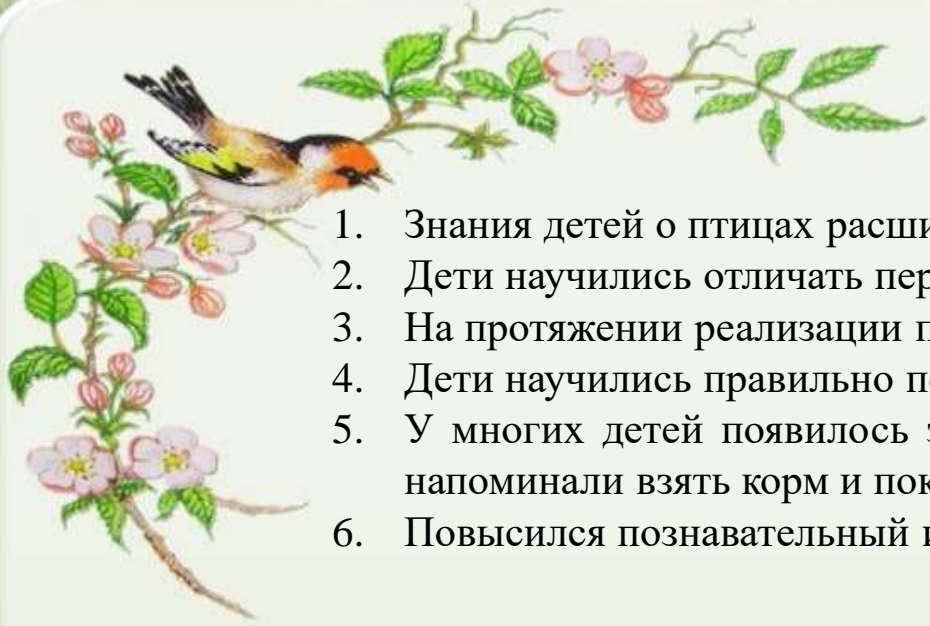 1. Знания детей о птицах расши
2. Дети научились отличать пер
3. На протяжении реализации п
4. Дети научились правильно по
5. У многих детей появилось з
напоминали взять корм и пок
6. Повысился познавательный и